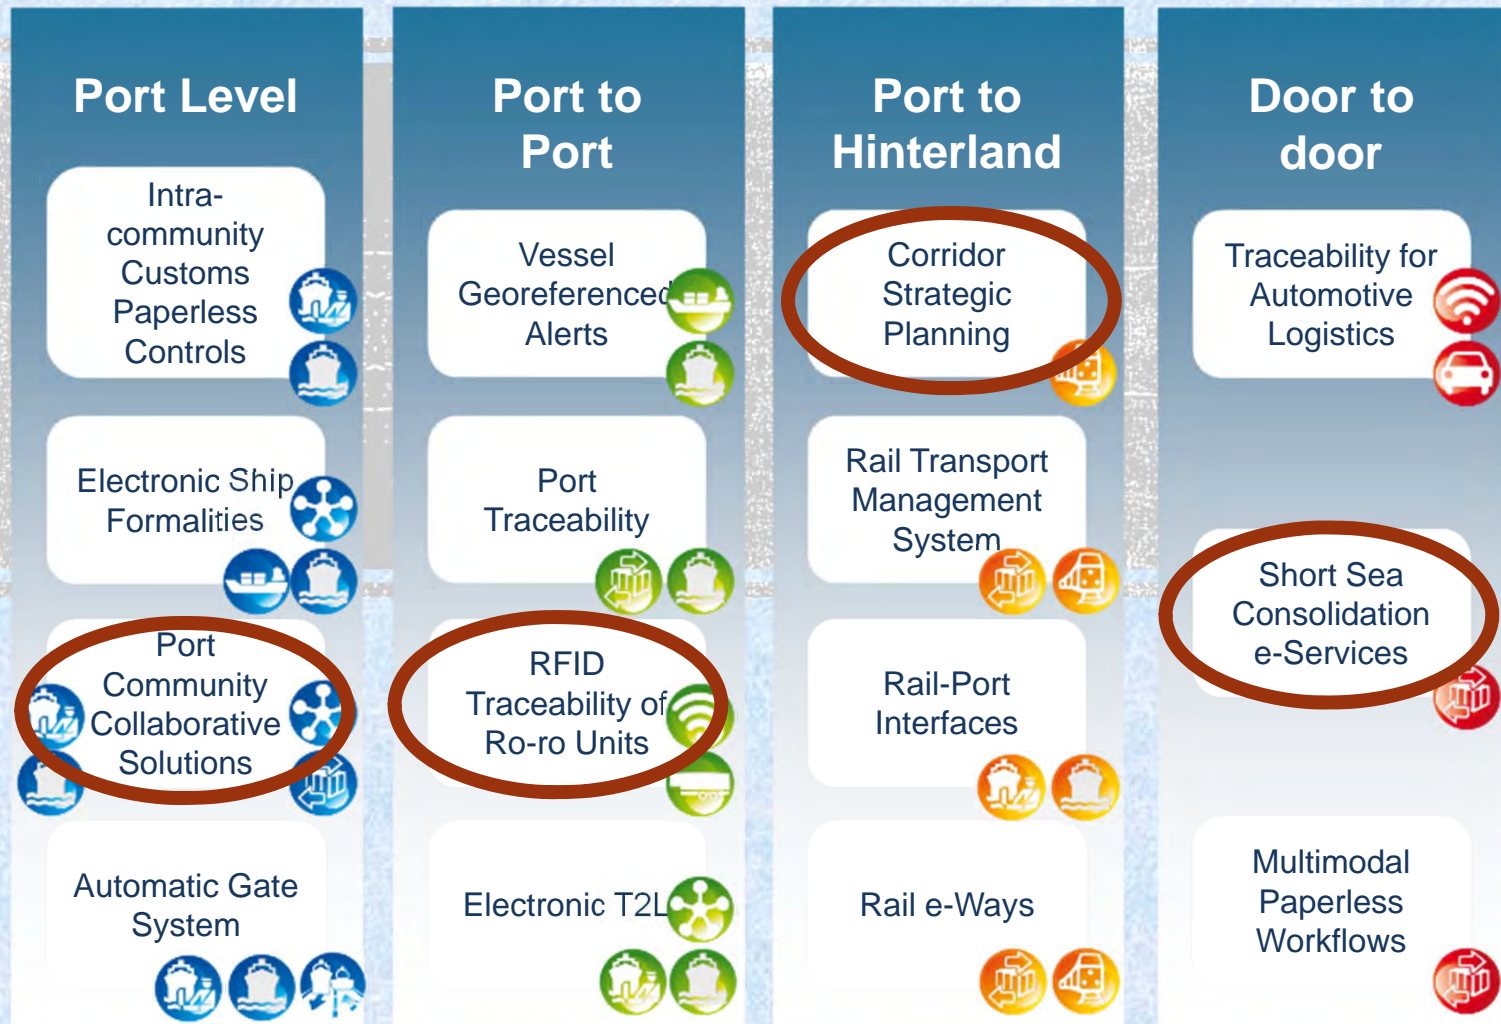 Port Level
Intra-
community
Customs
Paperless
Controls
Electronic Ship
Formalities
Port
Community
Collaborative
Solutions
Automatic Gate
System
Port to
Port
Vessel
Georeferenced
Alerts
Port
Traceability
RFID
Traceability of
Ro-ro Units
Electronic T2L
Port to
Hinterland
Corridor
Strategic
Planning
Rail Transport
Management
System
Rail-Port
Interfaces
Rail e-Ways
Door to
door
Traceability for
Automotive
Logistics
Short Sea
Consolidation
e-Services
Multimodal
Paperless
Workflows